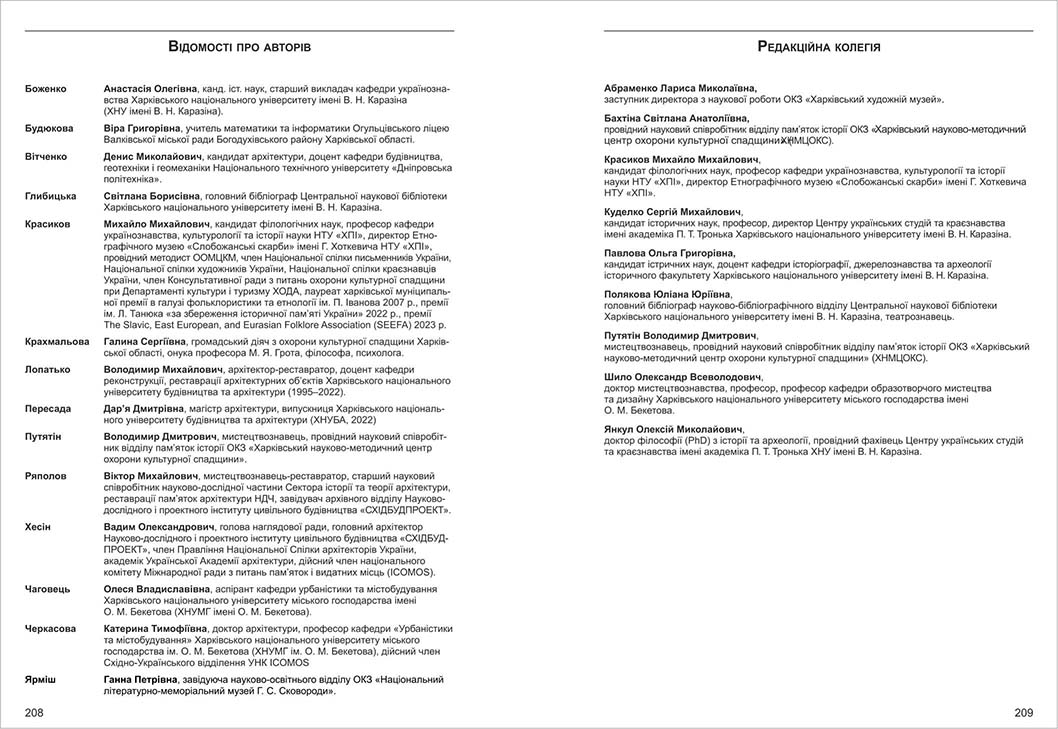 Відомості про авторів
Боженко Анастасія Олегівна, канд. іст. наук, старший викладач кафедри українозна-
вства Харківського національного університету імені В. Н. Каразіна
(ХНУ імені В. Н. Каразіна).
Будюкова Віра Григорівна, учитель математики та інформатики Огульцівського ліцею
Валківської міської ради Богодухівського району Харківської області.
Вітченко Денис Миколайович, кандидат архітектури, доцент кафедри будівництва,
геотехніки і геомеханіки Національного технічного університету «Дніпровська
політехніка».
Глибицька Світлана Борисівна, головний бібліограф Центральної наукової бібліотеки
Харківського національного університету імені В. Н. Каразіна.
Красиков Михайло Михайлович, кандидат філологічних наук, професор кафедри
українознавства, культурології та історії науки НТУ «ХПІ», директор Етно-
графічного музею «Слобожанські скарби» імені Г. Хоткевича НТУ «ХПІ»,
провідний методист ООМЦКМ, член Національної спілки письменників України,
Національної спілки художників України, Національної спілки краєзнавців
України, член Консультативної ради з питань охорони культурної спадщини
при Департаменті культури і туризму ХОДА, лауреат харківської муніципаль-
ної премії в галузі фольклористики та етнології ім. П. Іванова 2007 р., премії
ім. Л. Танюка «за збереження історичної пам'яті України» 2022 р., премії
The Slavic, East European, and Eurasian Folklore Association (SEEFA) 2023 р.
Крахмальова Галина Сергіївна, громадський діяч з охорони культурної спадщини Харків-
ської області, онука професора М. Я. Грота, філософа, психолога.
Лопатько Володимир Михайлович, архітектор-реставратор, доцент кафедри
реконструкції, реставрації архітектурних об'єктів Харківського національного
університету будівництва та архітектури (1995–2022).
Пересада Дар'я Дмитрівна, магістр архітектури, випускниця Харківського національ-
ного університету будівництва та архітектури (ХНУБА, 2022)
Путятін Володимир Дмитрович, мистецтвознавець, провідний науковий співробіт-
ник відділу пам'яток історії ОКЗ «Харківський науково-методичний центр
охорони культурної спадщини».
Ряполов Віктор Михайлович, мистецтвознавець-реставратор, старший науковий
співробітник науково-дослідної частини Сектора історії та теорії архітектури,
реставрації пам'яток архітектури НДЧ, завідувач архівного відділу Науково-
дослідного і проектного інституту цивільного будівництва «СХІДБУДПРОЕКТ».
Хесін Вадим Олександрович, голова наглядової ради, головний архітектор
Науково-дослідного і проектного інституту цивільного будівництва «СХІДБУД-
ПРОЕКТ», член Правління Національної Спілки архітекторів України,
академік Української Академії архітектури, дійсний член національного
комітету Міжнародної ради з питань пам'яток і видатних місць (ICOMOS).
Чаговець Олеся Владиславівна, аспірант кафедри урбаністики та містобудування
Харківського національного університету міського господарства імені
О. М. Бекетова (ХНУМГ імені О. М. Бекетова).
Черкасова Катерина Тимофіївна, доктор архітектури, професор кафедри «Урбаністики
та містобудування» Харківського національного університету міського
господарства ім. О. М. Бекетова (ХНУМГ ім. О. М. Бекетова), дійсний член
Східно-Українського відділення УНК ICOMOS
Ярміш Ганна Петрівна, завідуюча науково-освітнього відділу ОКЗ «Національний
літературно-меморіальний музей Г. С. Сковороди».
208
Редакційна колегія
Абраменко Лариса Миколаївна,
заступник директора з наукової роботи ОКЗ «Харківський художній музей».
Бахтіна Світлана Анатоліївна,
провідний науковий співробітник відділу пам'яток історії ОКЗ «Харківський науково-методичний
центр охорони культурної спадщини» (ХНМЦОКС).
Красиков Михайло Михайлович,
кандидат філологічних наук, професор кафедри українознавства, культурології та історії
науки НТУ «ХПІ», директор Етнографічного музею «Слобожанські скарби» імені Г. Хоткевича
НТУ «ХПІ».
Куделко Сергій Михайлович,
кандидат історичних наук, професор, директор Центру українських студій та краєзнавства
імені академіка П. Т. Тронька Харківського національного університету імені В. Н. Каразіна.
Павлова Ольга Григорівна,
кандидат істричних наук, доцент кафедри історіографії, джерелознавства та археології
історичного факультету Харківського національного університету імені В. Н. Каразіна.
Полякова Юліана Юріївна,
головний бібліограф науково-бібліографічного відділу Центральної наукової бібліотеки
Харківського національного університету імені В. Н. Каразіна, театрознавець.
Путятін Володимир Дмитрович,
мистецтвознавець, провідний науковий співробітник відділу пам'яток історії ОКЗ «Харківський
науково-методичний центр охорони культурної спадщини» (ХНМЦОКС).
Шило Олександр Всеволодович,
доктор мистецтвознавства, професор, професор кафедри образотворчого мистецтва
та дизайну Харківського національного університету міського господарства імені
О. М. Бекетова.
Янкул Олексій Миколайович,
доктор філософії (PhD) з історії та археології, провідний фахівець Центру українських студій
та краєзнавства імені академіка П. Т. Тронька ХНУ імені В. Н. Каразіна.
209